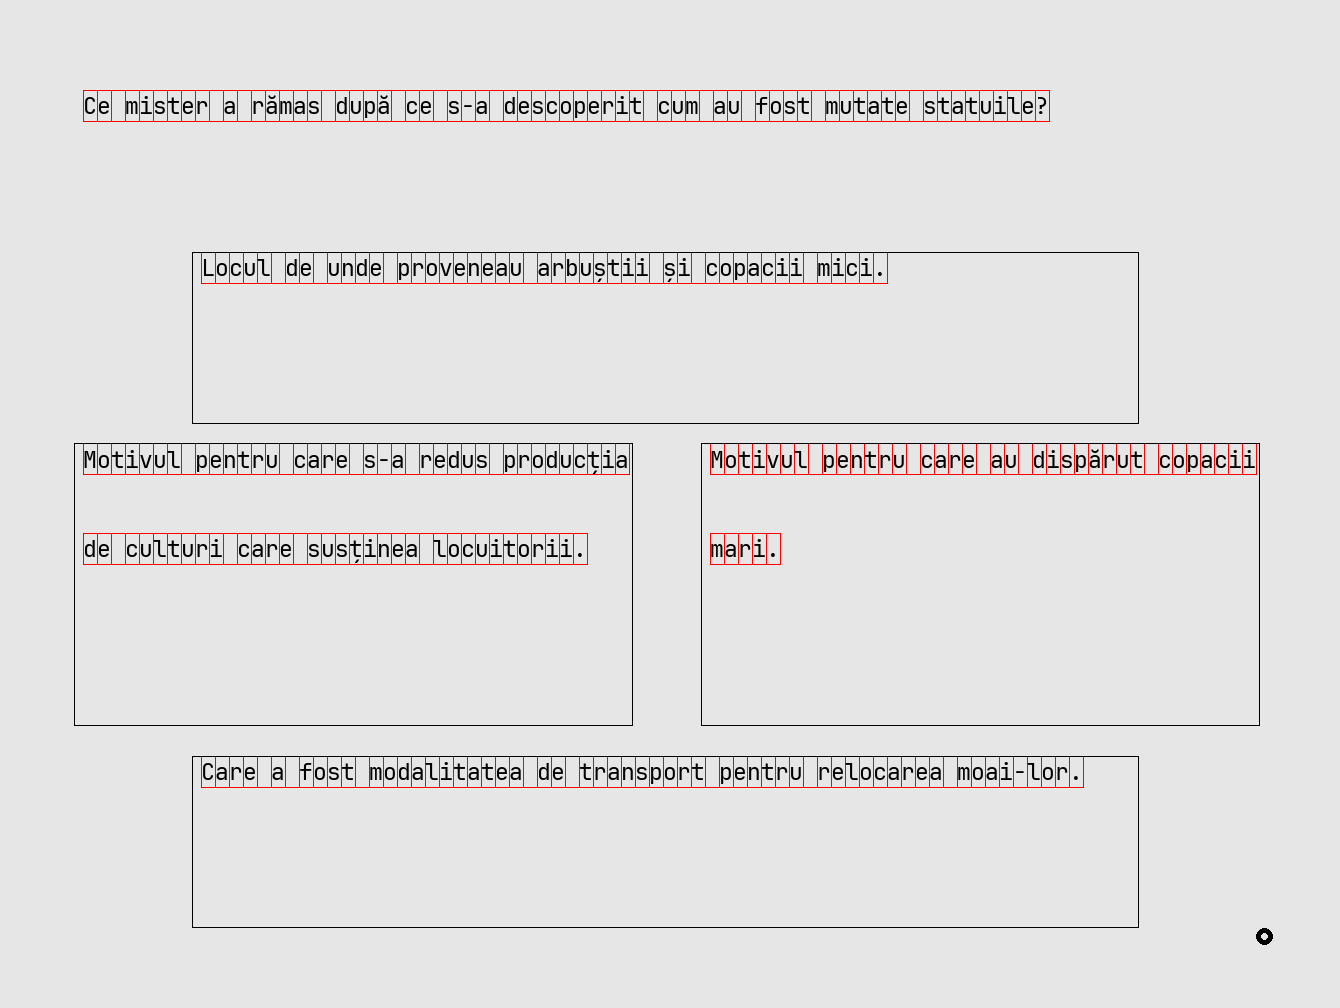 Ce mister a rămas după ce s-a descoperit cum au fost mutate statuile?
Locul de unde proveneau arbuștii și copacii mici.
Motivul pentru care s-a redus producția
de culturi care susținea locuitorii.
Motivul pentru care au dispărut copacii
mari.
Care a fost modalitatea de transport pentru relocarea moai-lor.